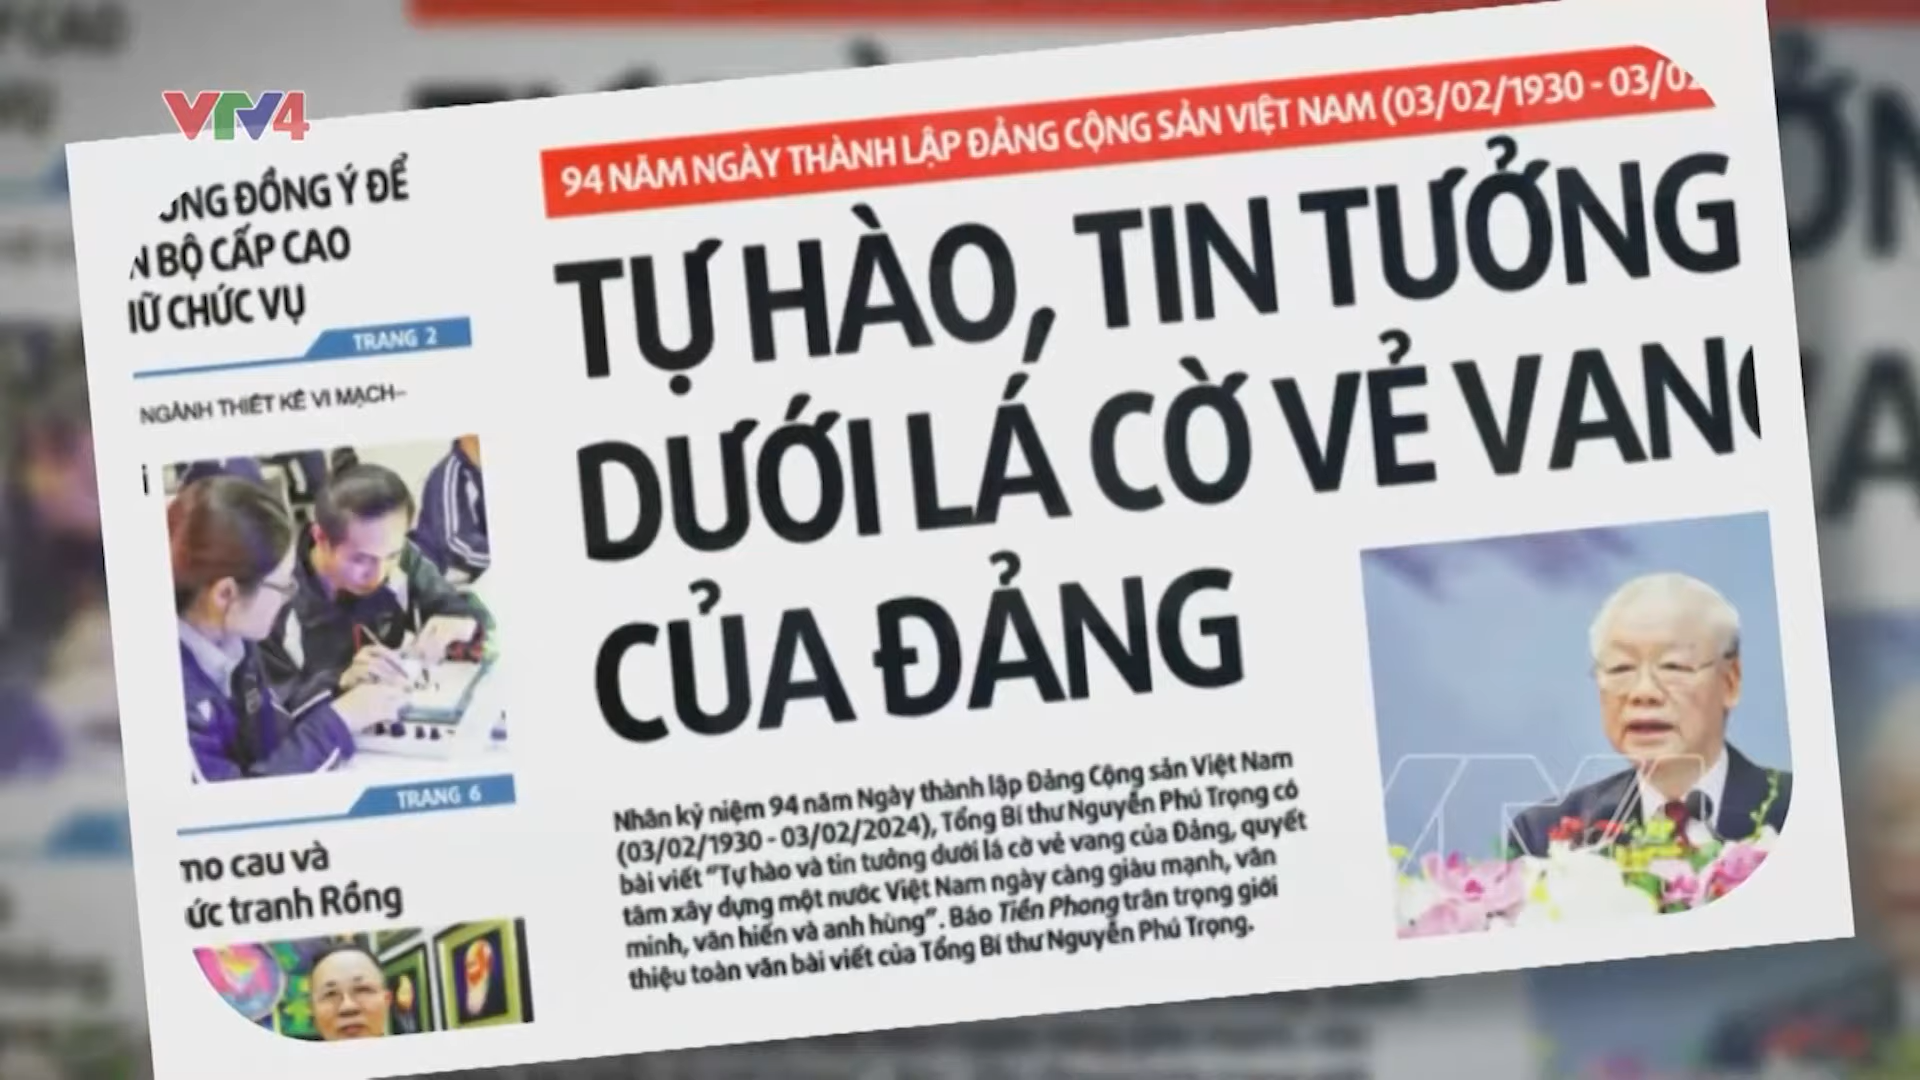 VTV4
ĐỒNG Ý ĐỂ
BỘ CẤP CAO
CHỨC VỤ
TRANG 2
NGÀNH THIẾT KẾ VI MẠCH–
TRANG 6
mo cau và
ức tranh Rồng
94 NĂM NGÀY THÀNH LẬP ĐẢNG CỘNG SẢN VIỆT NAM (03/02/1930 - 03/02
TỰ HÀO, TIN TƯỞNG
DƯỚI LÁ CỜ VẺ VANG
CỦA ĐẢNG
Nhân kỷ niệm 94 năm Ngày thành lập Đảng Cộng sản Việt Nam
(03/02/1930 - 03/02/2024), Tổng Bí thư Nguyễn Phú Trọng có
bài viết “Tự hào và tin tưởng dưới lá cờ vẻ vang của Đảng, quyết
tâm xây dựng một nước Việt Nam ngày càng giàu mạnh, văn
minh, văn hiến và anh hùng”. Báo Tiền Phong trân trọng giới
thiệu toàn văn bài viết của Tổng Bí thư Nguyễn Phú Trọng.